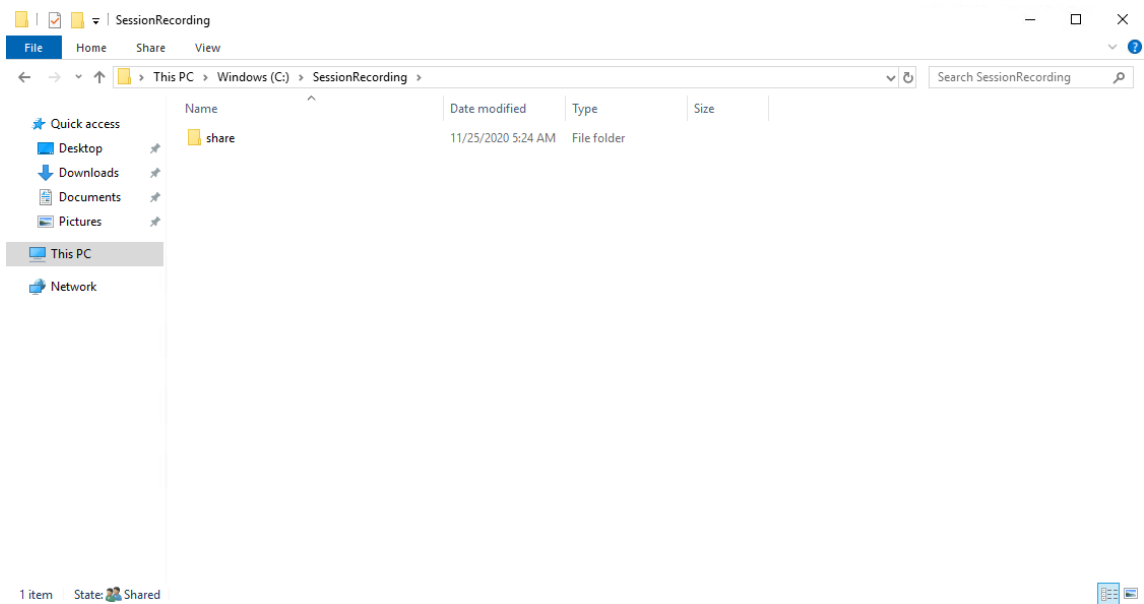 SessionRecording
File Home Share View
This PC > Windows (C:) > SessionRecording >
Search SessionRecording
Name Date modified Type Size
Quick access
share 11/25/2020 5:24 AM File folder
Desktop
Downloads
Documents
Pictures
This PC
Network
1 item State: Shared